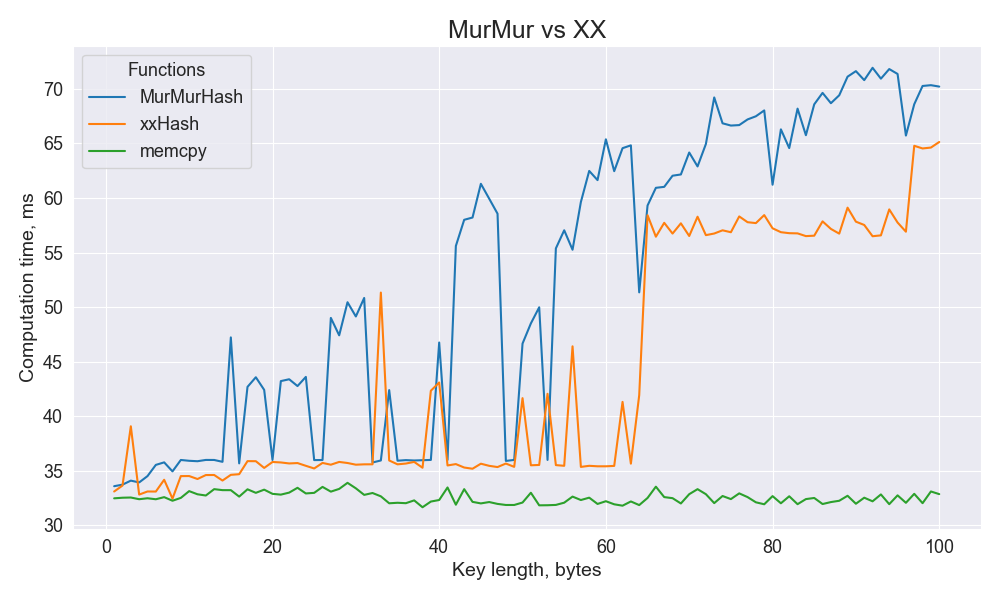 MurMur vs XX
Functions
MurMurHash
xxHash
memcpy
Computation time, ms
70
65
60
55
50
45
40
35
30
0 20 40 60 80 100
Key length, bytes